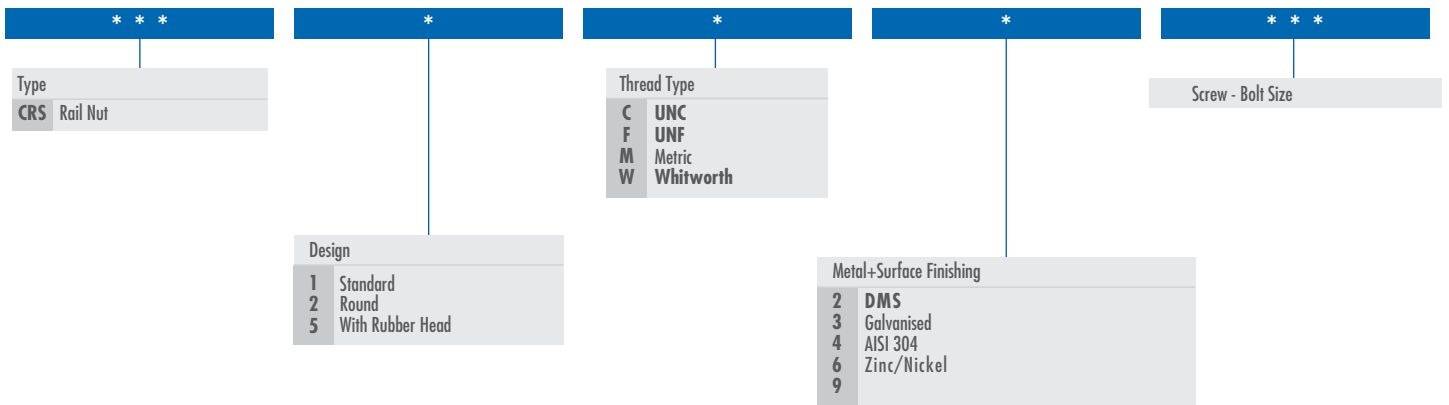 * * *
*
*
*
* * *
Type
CRS Rail Nut
Design
1 Standard
2 Round
5 With Rubber Head
Thread Type
C UNC
F UNF
M Metric
W Whitworth
Metal+Surface Finishing
2 DMS
3 Galvanised
4 AISI 304
6 Zinc/Nickel
9
Screw - Bolt Size